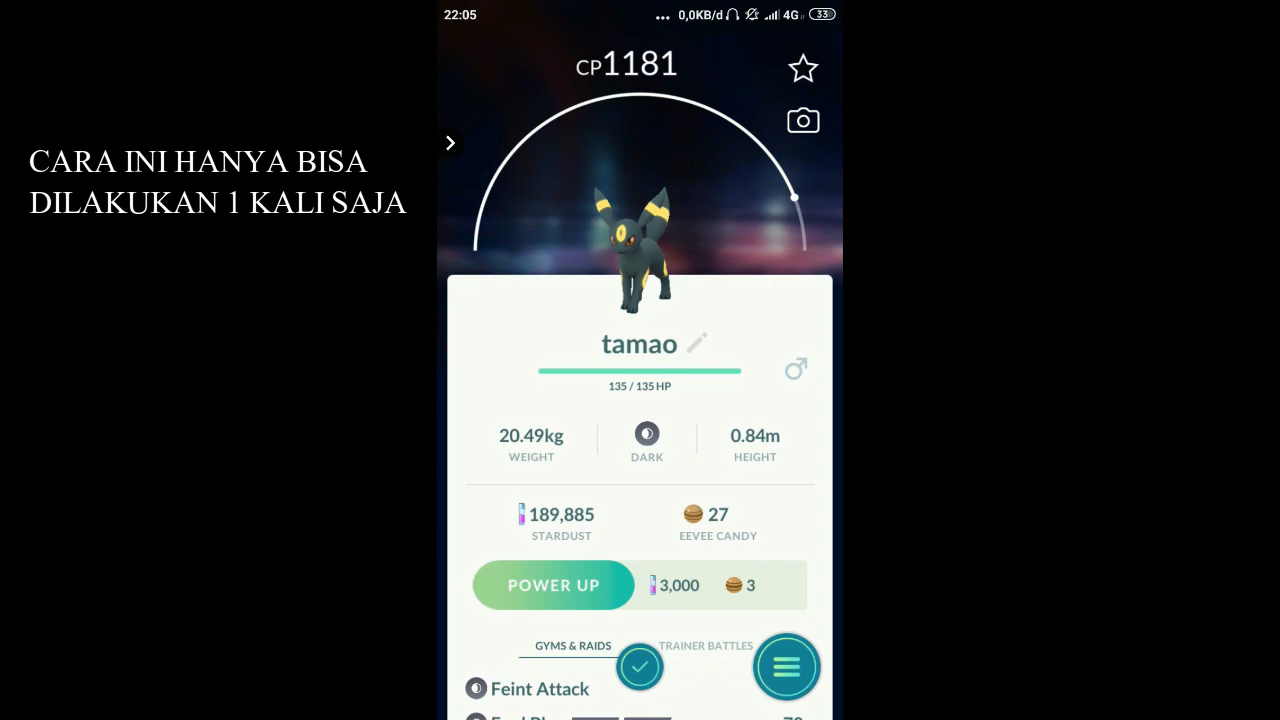 22:05
... 0,0KB/d 4G 33
CP1181
CARA INI HANYA BISA
DILAKUKAN 1 KALI SAJA
tamao
135 / 135 HP
20.49kg 0.84m
WEIGHT DARK HEIGHT
189,885 27
STARDUST EEVEE CANDY
POWER UP 3,000 3
GYMS & RAIDS TRAINER BATTLES
Feint Attack